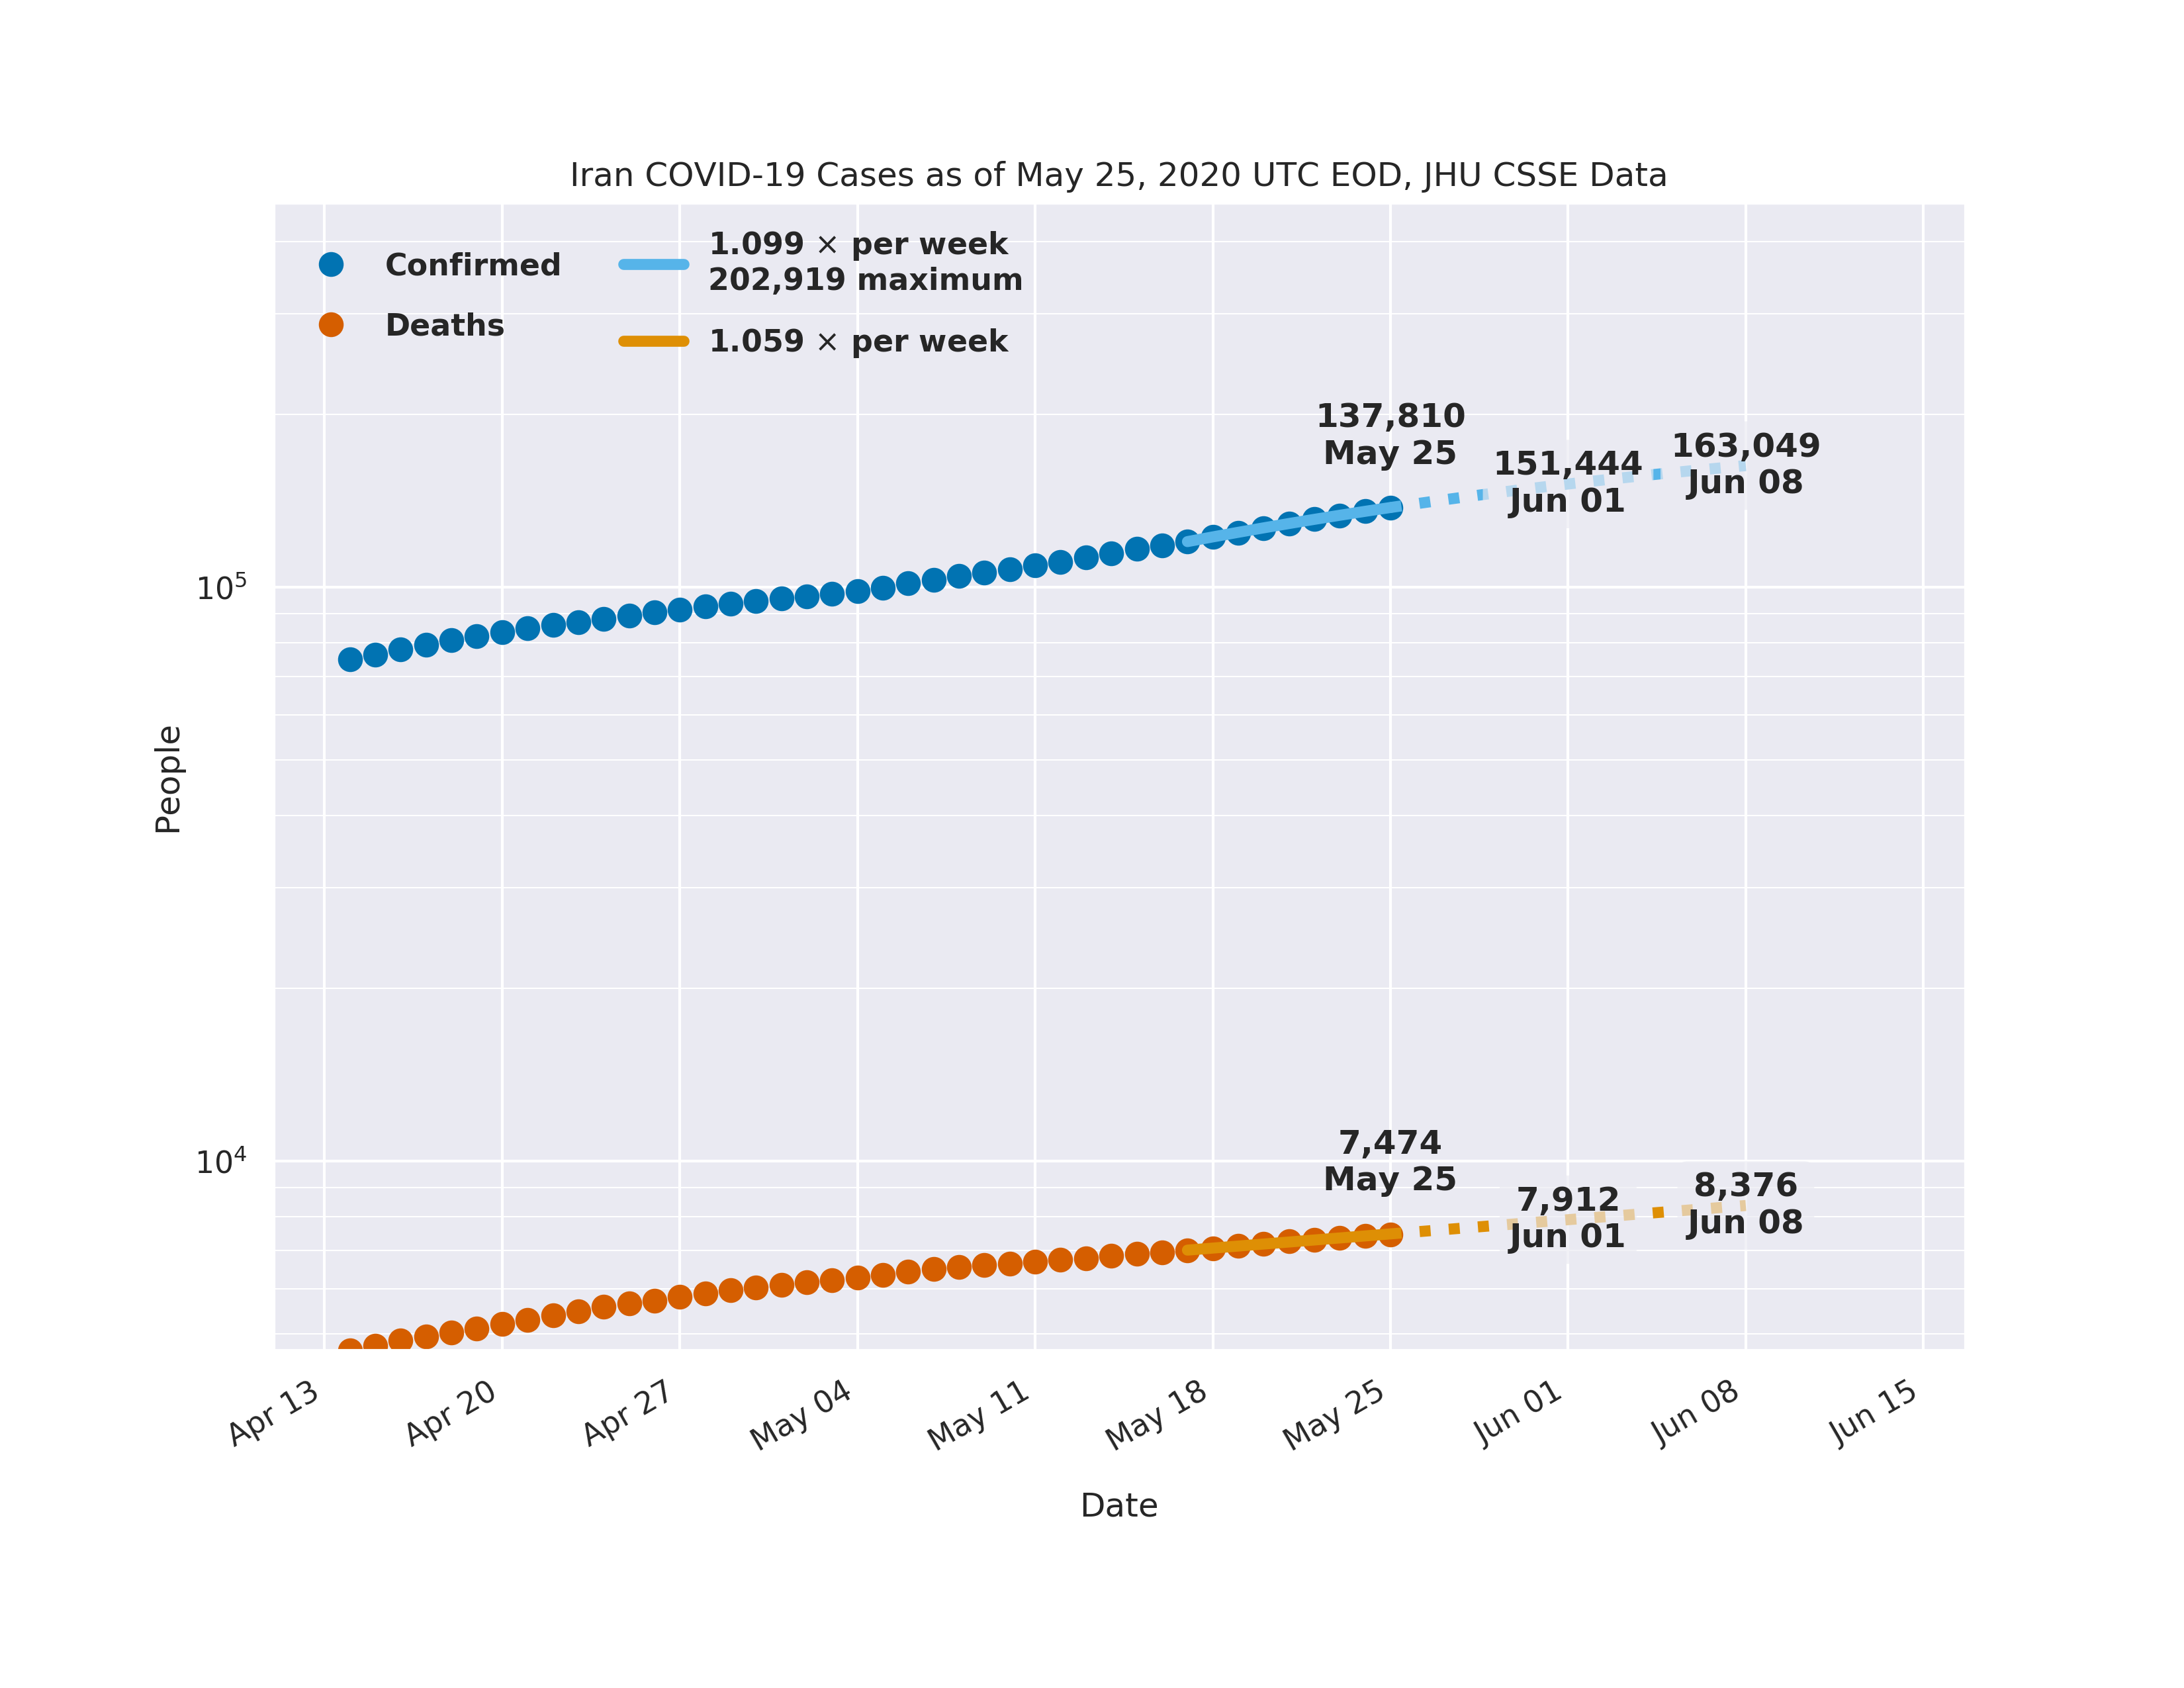 Iran COVID-19 Cases as of May 25, 2020 UTC EOD, JHU CSSE Data
Confirmed
Deaths
1.099 × per week
202,919 maximum
1.059 × per week
137,810
May 25
151,444
Jun 01
163,049
Jun 08
7,474
May 25
7,912
Jun 01
8,376
Jun 08
People
10⁵
10⁴
Apr 13
Apr 20
Apr 27
May 04
May 11
May 18
May 25
Jun 01
Jun 08
Jun 15
Date